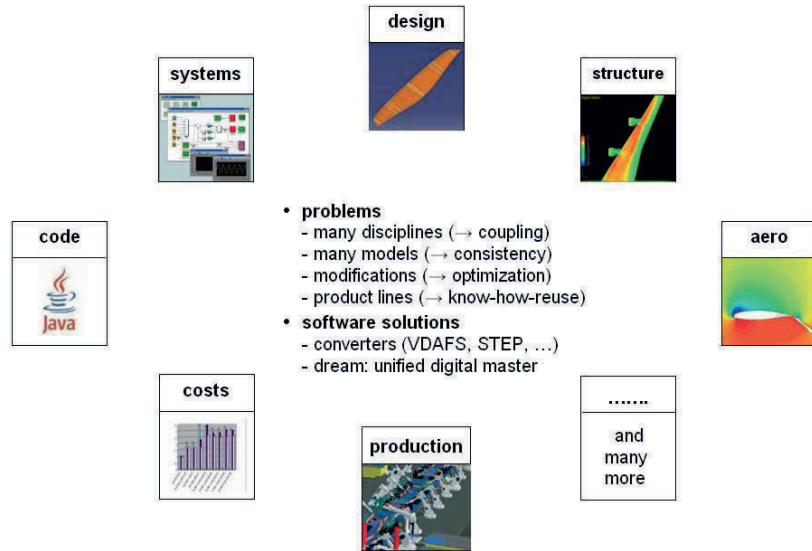 design
systems
structure
• problems
- many disciplines (→ coupling)
- many models (→ consistency)
- modifications (→ optimization)
- product lines (→ know-how-reuse)
• software solutions
- converters (VDAFS, STEP, ...)
- dream: unified digital master
code
Java
aero
costs
production
.......
and
many
more